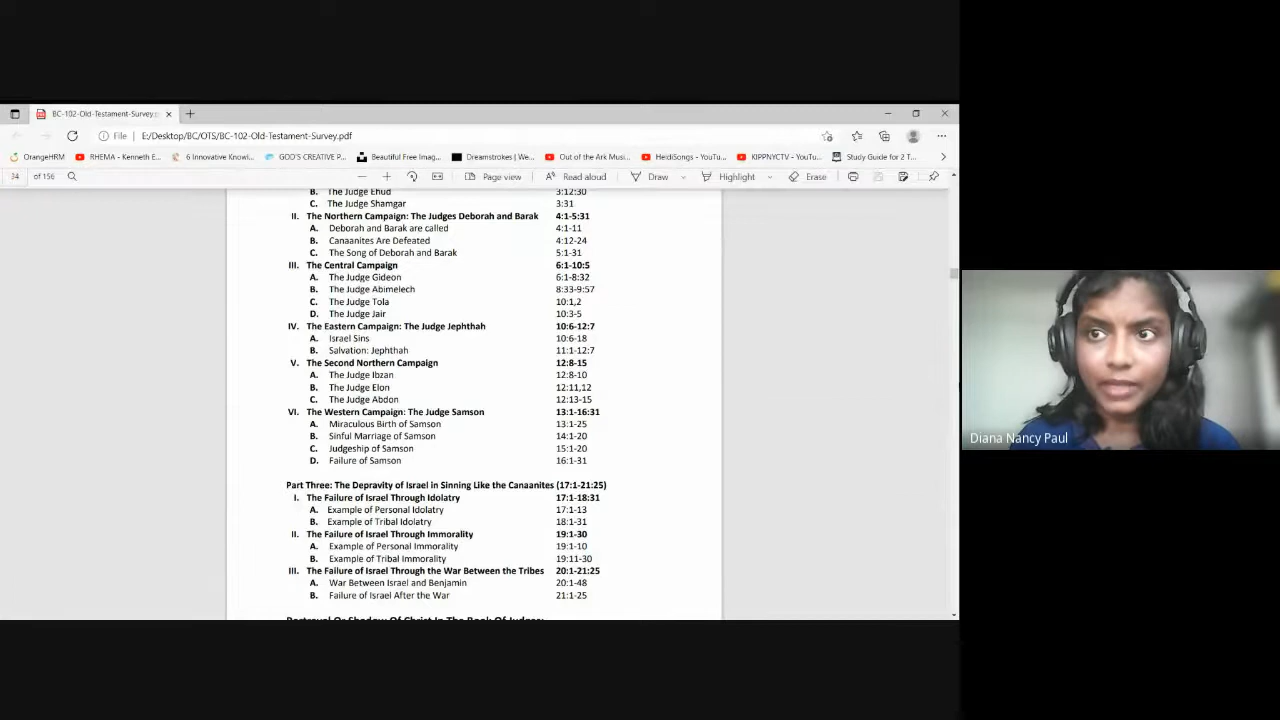 BC-102-Old-Testament-Survey.p
File E:/Desktop/BC/OTS/BC-102-Old-Testament-Survey.pdf
OrangeHRM RHEMA - Kenneth E... 6 Innovative Knowl... GOD'S CREATIVE P... Beautiful Free Imag... Dreamstrokes | We... Out of the Ark Musi... HeidiSongs - YouTu... KIPPNYCTV - YouTu... Study Guide for 2 T...
34 of 156 Page view Read aloud Draw Highlight Erase
B. The Judge Ehud 3:12:30
C. The Judge Shamgar 3:31
II. The Northern Campaign: The Judges Deborah and Barak 4:1-5:31
A. Deborah and Barak are called 4:1-11
B. Canaanites Are Defeated 4:12-24
C. The Song of Deborah and Barak 5:1-31
III. The Central Campaign 6:1-10:5
A. The Judge Gideon 6:1-8:32
B. The Judge Abimelech 8:33-9:57
C. The Judge Tola 10:1,2
D. The Judge Jair 10:3-5
IV. The Eastern Campaign: The Judge Jephthah 10:6-12:7
A. Israel Sins 10:6-18
B. Salvation: Jephthah 11:1-12:7
V. The Second Northern Campaign 12:8-15
A. The Judge Ibzan 12:8-10
B. The Judge Elon 12:11,12
C. The Judge Abdon 12:13-15
VI. The Western Campaign: The Judge Samson 13:1-16:31
A. Miraculous Birth of Samson 13:1-25
B. Sinful Marriage of Samson 14:1-20
C. Judgeship of Samson 15:1-20
D. Failure of Samson 16:1-31
Part Three: The Depravity of Israel in Sinning Like the Canaanites (17:1-21:25)
I. The Failure of Israel Through Idolatry 17:1-18:31
A. Example of Personal Idolatry 17:1-13
B. Example of Tribal Idolatry 18:1-31
II. The Failure of Israel Through Immorality 19:1-30
A. Example of Personal Immorality 19:1-10
B. Example of Tribal Immorality 19:11-30
III. The Failure of Israel Through the War Between the Tribes 20:1-21:25
A. War Between Israel and Benjamin 20:1-48
B. Failure of Israel After the War 21:1-25
Portrayal Or Shadow Of Christ In The Book Of Judges:
Diana Nancy Paul